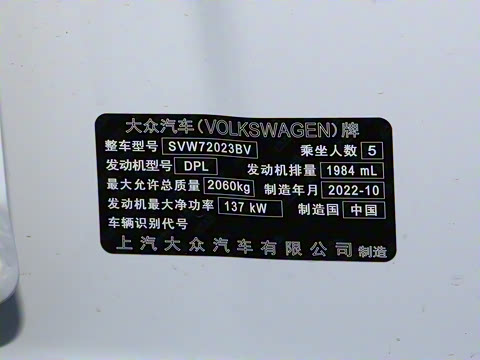 大众汽车(VOLKSWAGEN)牌
整车型号 SVW72023BV 乘坐人数 5
发动机型号 DPL 发动机排量 1984 mL
最大允许总质量 2060kg 制造年月 2022-10
发动机最大净功率 137 kW 制造国 中国
车辆识别代号
上汽大众汽车有限公司 制造